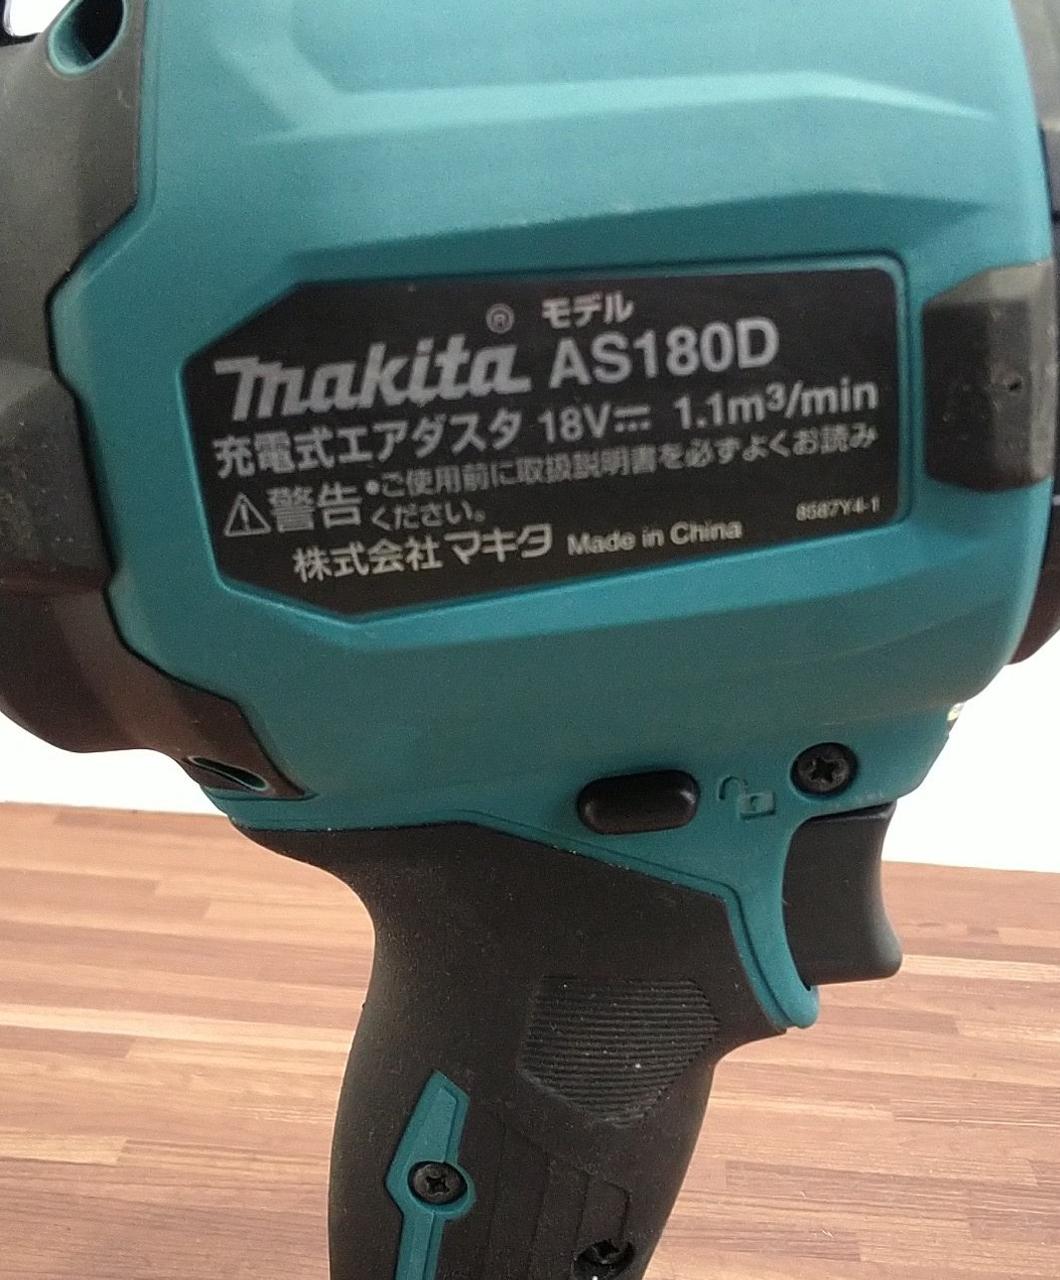 モデル
makita® AS180D
充電式エアダスタ 18V⎓ 1.1m³/min
⚠警告 •ご使用前に取扱説明書を必ずよくお読み
ください。
株式会社マキタ Made in China 8587Y4-1